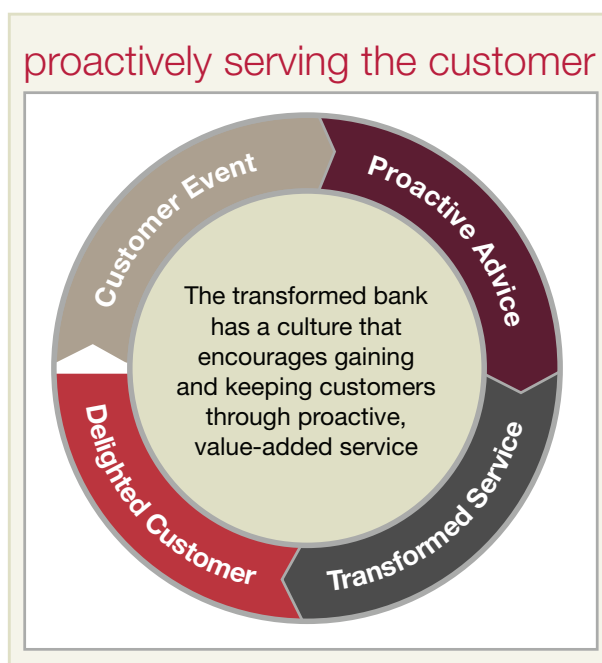 proactively serving the customer
Customer Event
Proactive Advice
Transformed Service
Delighted Customer
The transformed bank
has a culture that
encourages gaining
and keeping customers
through proactive,
value-added service